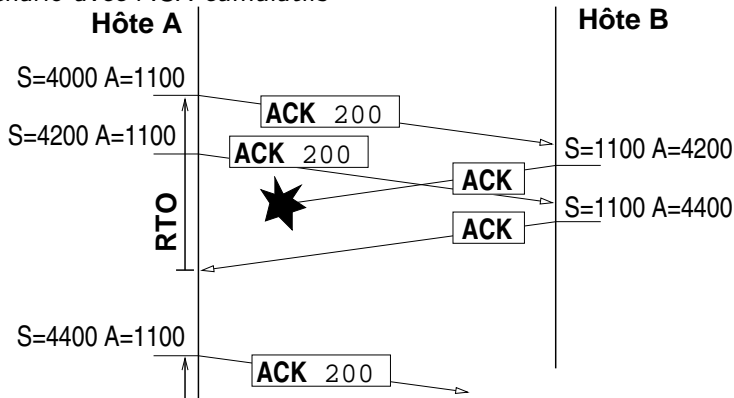 Hôte A
Hôte B
S=4000 A=1100
ACK 200
S=4200 A=1100
ACK 200
S=1100 A=4200
ACK
S=1100 A=4400
ACK
RTO
S=4400 A=1100
ACK 200